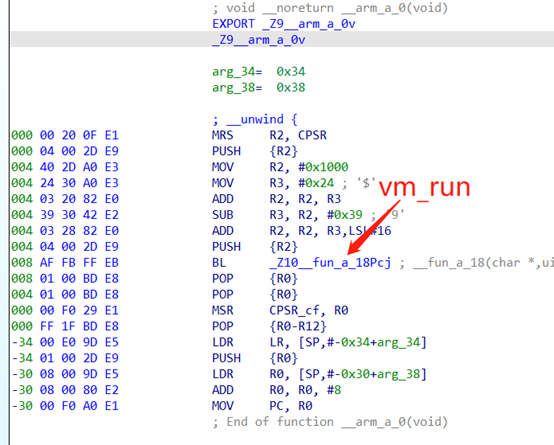 ; void __noreturn __arm_a_0(void)
EXPORT _Z9__arm_a_0v
_Z9__arm_a_0v
arg_34= 0x34
arg_38= 0x38
; __unwind {
000 00 20 0F E1 MRS R2, CPSR
000 04 00 2D E9 PUSH {R2}
004 40 2D A0 E3 MOV R2, #0x1000
004 24 30 A0 E3 MOV R3, #0x24 ; '$'
004 03 20 82 E0 ADD R2, R2, R3
004 39 30 42 E2 SUB R3, R2, #0x39 ; '9'
004 03 28 82 E0 ADD R2, R2, R3,LSL#16
004 04 00 2D E9 PUSH {R2}
008 AF FB FF EB BL _Z10__fun_a_18Pcj ; __fun_a_18(char *,ui
008 01 00 BD E8 POP {R0}
004 01 00 BD E8 POP {R0}
000 00 F0 29 E1 MSR CPSR_cf, R0
000 FF 1F BD E8 POP {R0-R12}
-34 00 E0 9D E5 LDR LR, [SP,#-0x34+arg_34]
-34 01 00 2D E9 PUSH {R0}
-30 08 00 9D E5 LDR R0, [SP,#-0x30+arg_38]
-30 08 00 80 E2 ADD R0, R0, #8
-30 00 F0 A0 E1 MOV PC, R0
; End of function __arm_a_0(void)
vm_run